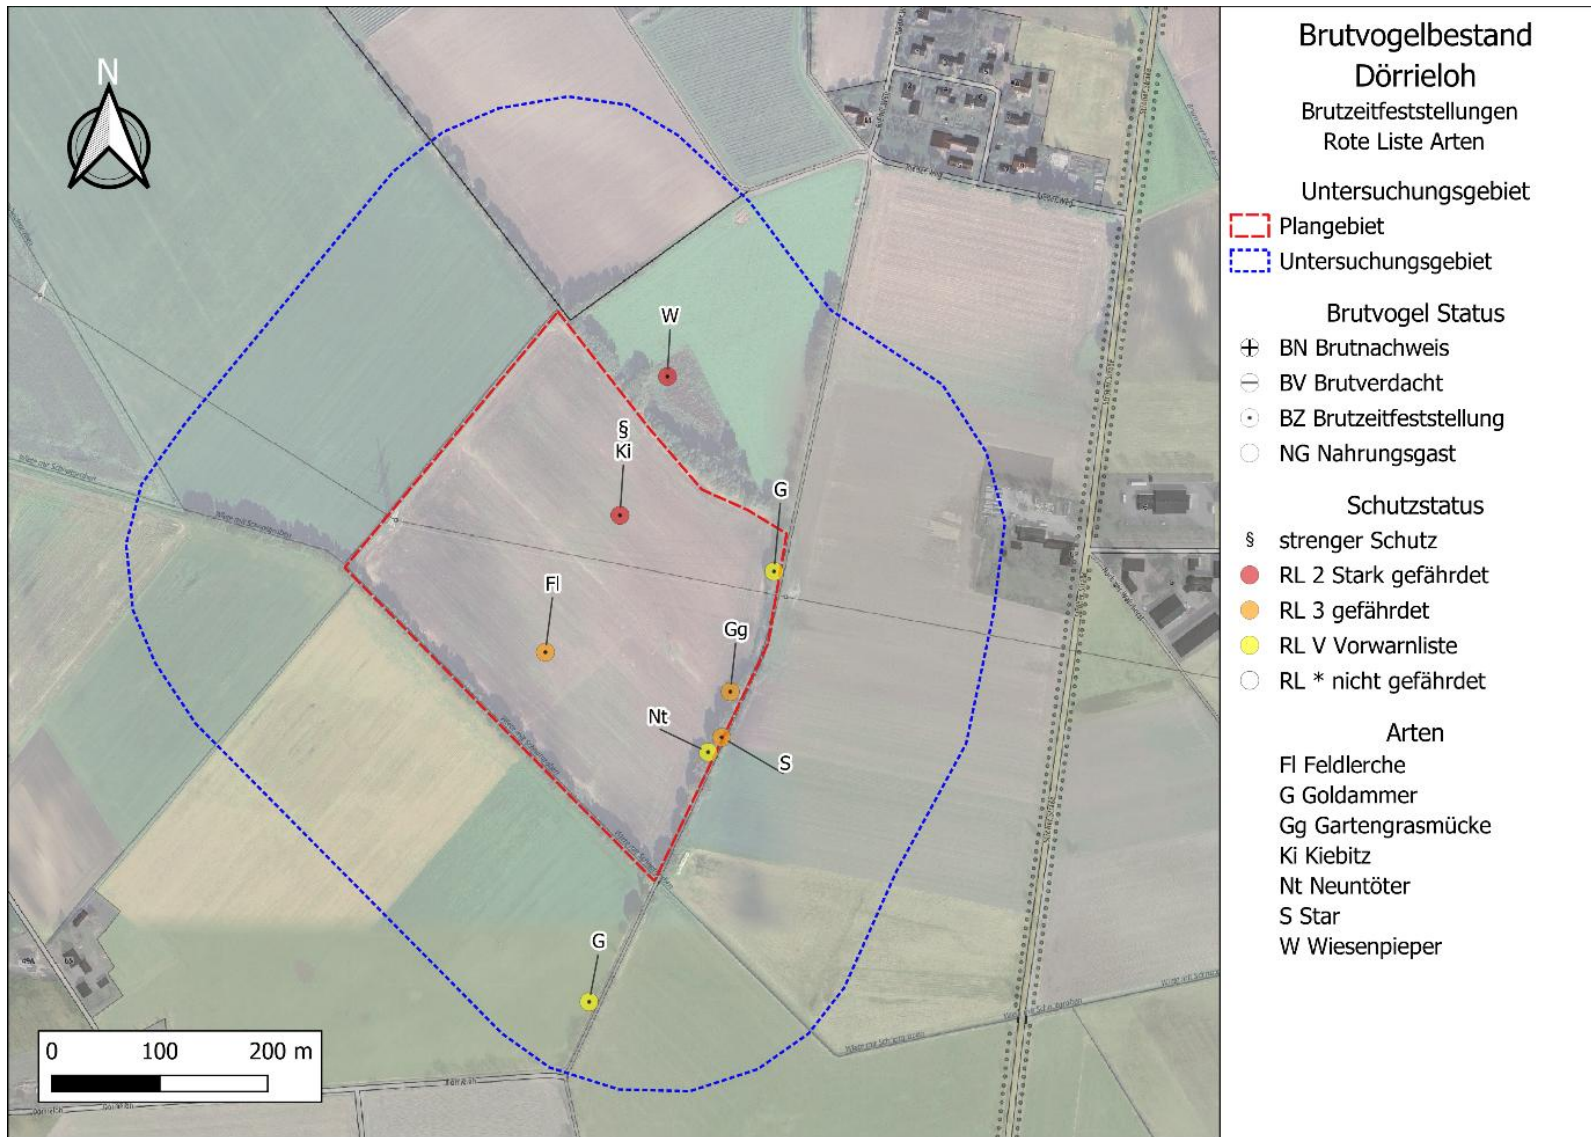 N
W
§
Ki
G
Fl
Gg
Nt
S
G
0 100 200 m
Brutvogelbestand
Dörrieloh
Brutzeitfeststellungen
Rote Liste Arten
Untersuchungsgebiet
Plangebiet
Untersuchungsgebiet
Brutvogel Status
BN Brutnachweis
BV Brutverdacht
BZ Brutzeitfeststellung
NG Nahrungsgast
Schutzstatus
§ strenger Schutz
RL 2 Stark gefährdet
RL 3 gefährdet
RL V Vorwarnliste
RL * nicht gefährdet
Arten
Fl Feldlerche
G Goldammer
Gg Gartengrasmücke
Ki Kiebitz
Nt Neuntöter
S Star
W Wiesenpieper